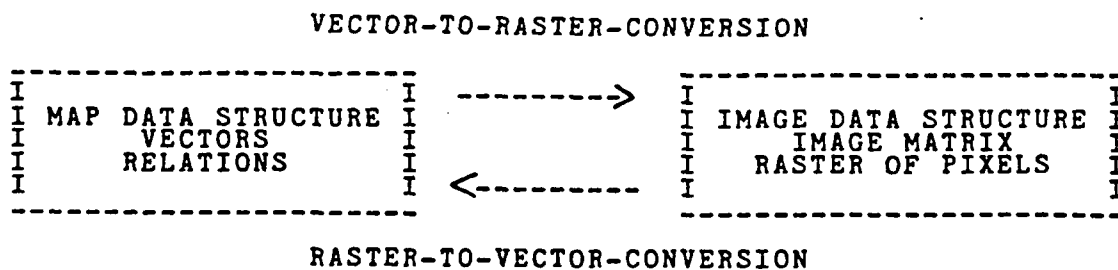 VECTOR-TO-RASTER-CONVERSION
MAP DATA STRUCTURE
VECTORS
RELATIONS
IMAGE DATA STRUCTURE
IMAGE MATRIX
RASTER OF PIXELS
RASTER-TO-VECTOR-CONVERSION